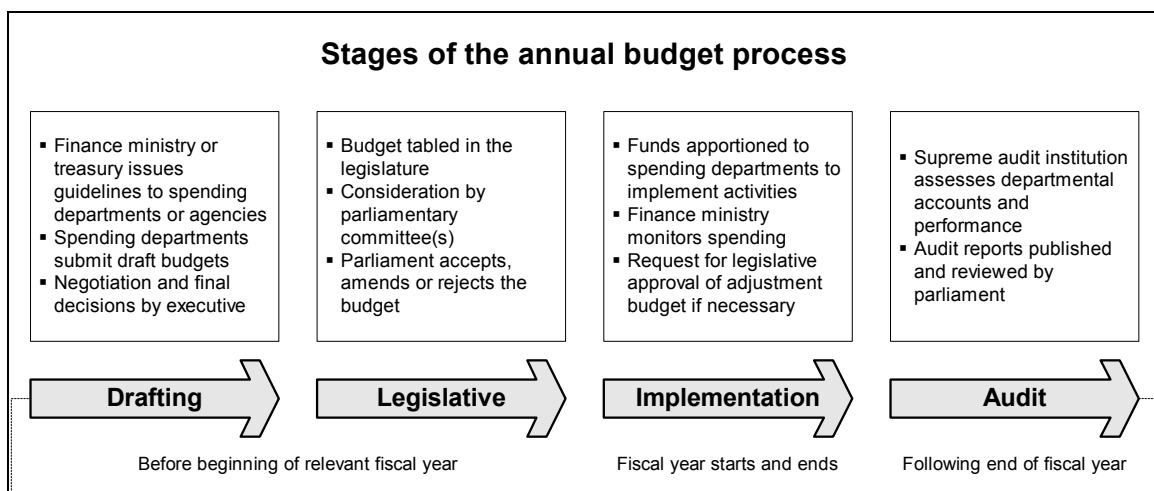 Stages of the annual budget process
▪ Finance ministry or
treasury issues
guidelines to spending
departments or agencies
▪ Spending departments
submit draft budgets
▪ Negotiation and final
decisions by executive
▪ Budget tabled in the
legislature
▪ Consideration by
parliamentary
committee(s)
▪ Parliament accepts,
amends or rejects the
budget
▪ Funds apportioned to
spending departments to
implement activities
▪ Finance ministry
monitors spending
▪ Request for legislative
approval of adjustment
budget if necessary
▪ Supreme audit institution
assesses departmental
accounts and
performance
▪ Audit reports published
and reviewed by
parliament
Drafting
Legislative
Implementation
Audit
Before beginning of relevant fiscal year
Fiscal year starts and ends
Following end of fiscal year